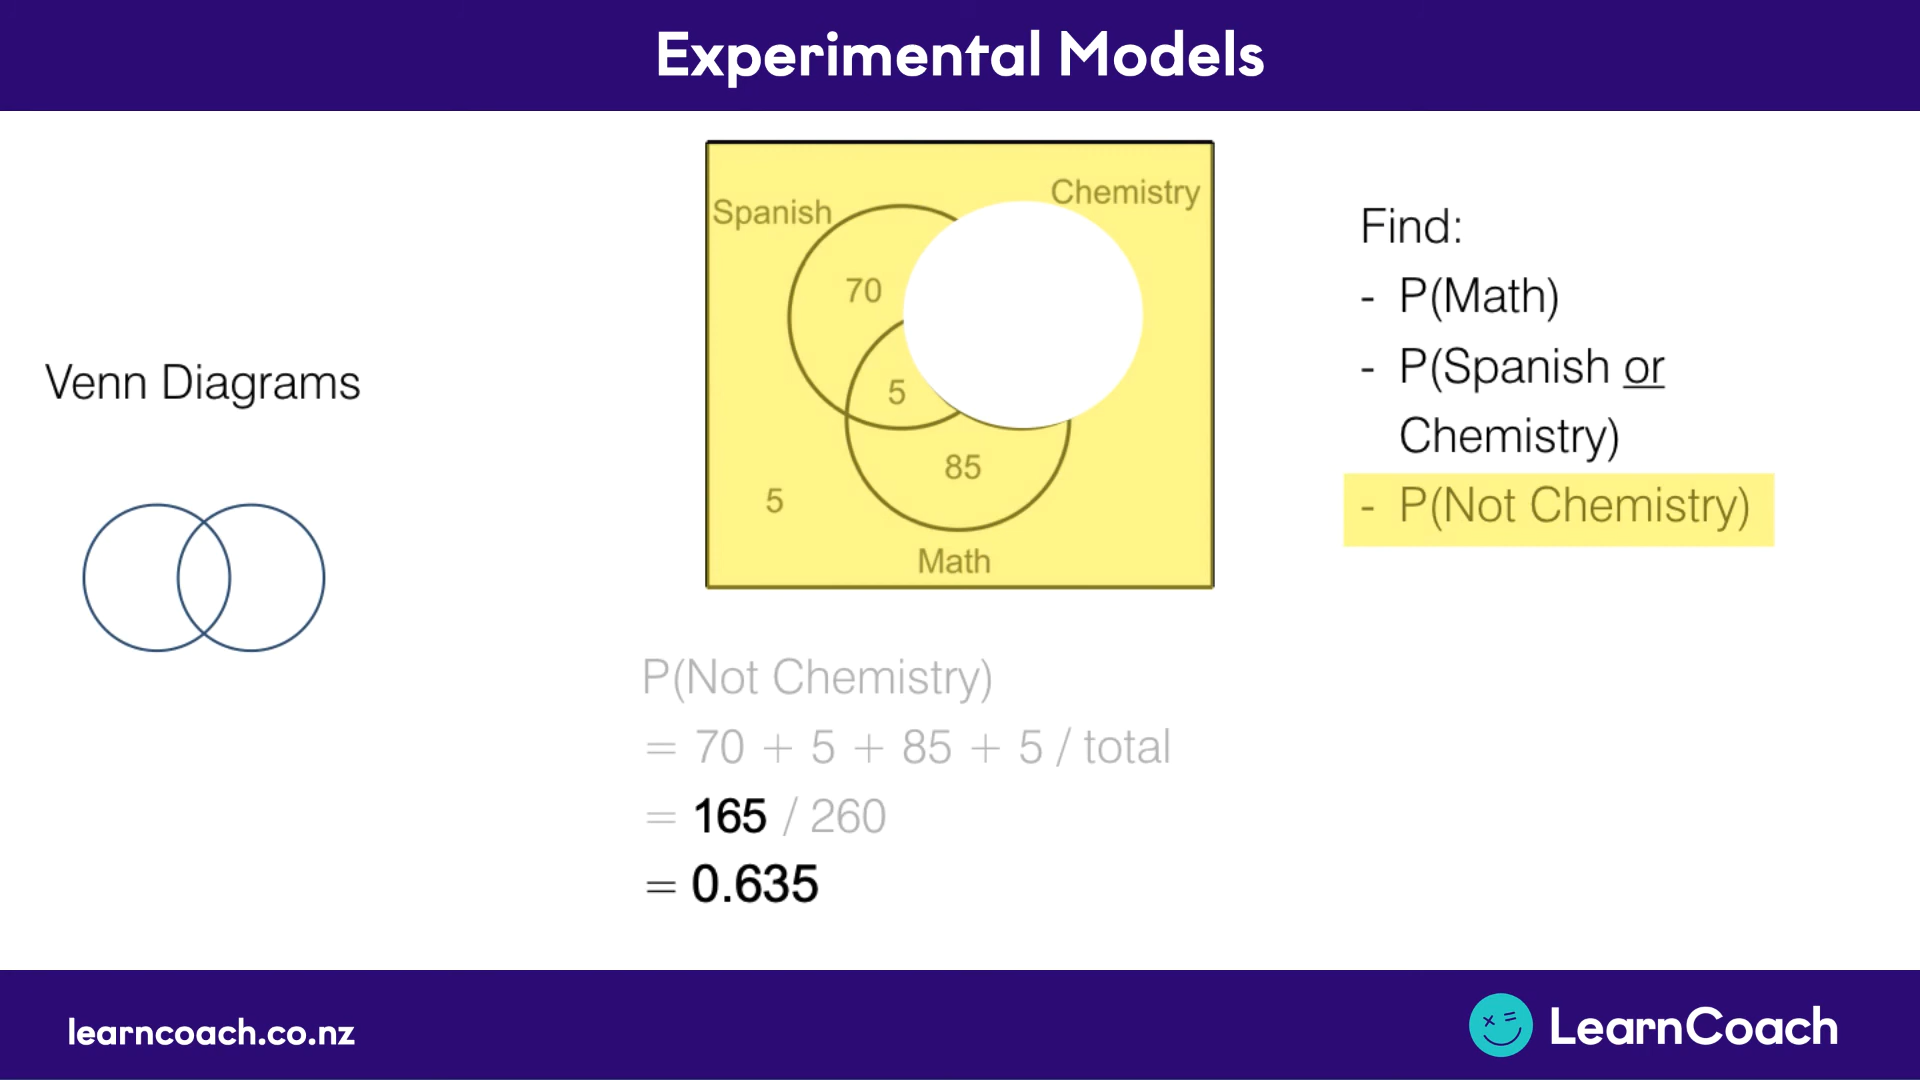 Experimental Models
Venn Diagrams
Spanish
Chemistry
70
5
85
5
Math
Find:
- P(Math)
- P(Spanish or
Chemistry)
- P(Not Chemistry)
P(Not Chemistry)
= 70 + 5 + 85 + 5 / total
= 165 / 260
= 0.635
learncoach.co.nz
LearnCoach